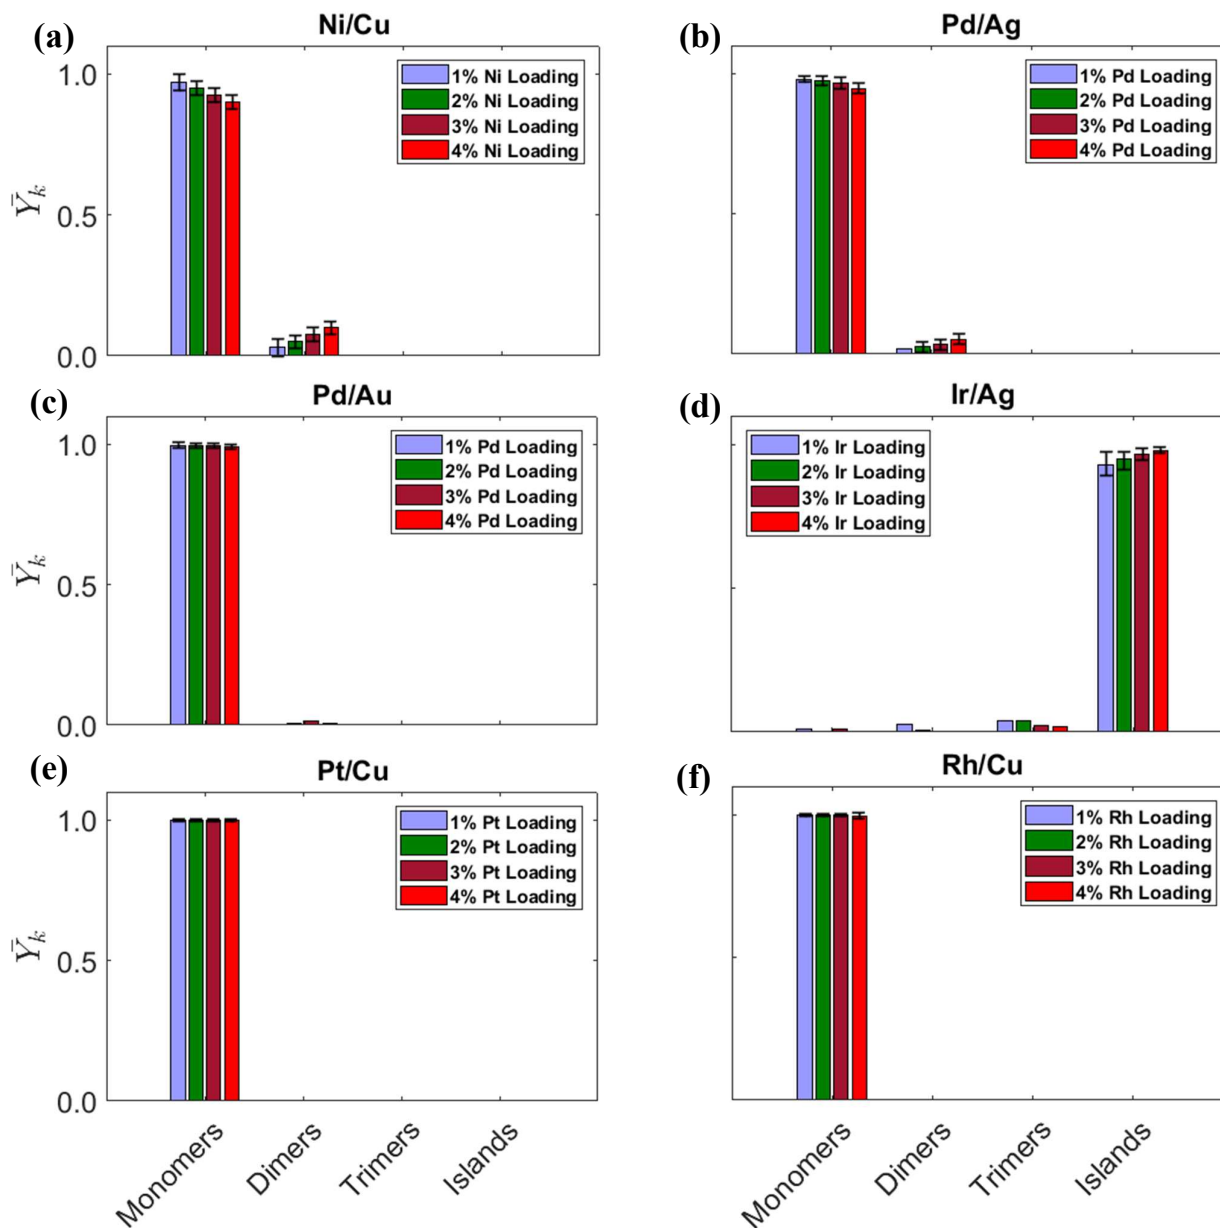 (a)
Ni/Cu
1.0
0.5
0.0
Ȳk
1% Ni Loading
2% Ni Loading
3% Ni Loading
4% Ni Loading
(b)
Pd/Ag
1% Pd Loading
2% Pd Loading
3% Pd Loading
4% Pd Loading
(c)
Pd/Au
1.0
0.5
0.0
Ȳk
1% Pd Loading
2% Pd Loading
3% Pd Loading
4% Pd Loading
(d)
Ir/Ag
1% Ir Loading
2% Ir Loading
3% Ir Loading
4% Ir Loading
(e)
Pt/Cu
1.0
0.5
0.0
Ȳk
1% Pt Loading
2% Pt Loading
3% Pt Loading
4% Pt Loading
Monomers
Dimers
Trimers
Islands
(f)
Rh/Cu
1% Rh Loading
2% Rh Loading
3% Rh Loading
4% Rh Loading
Monomers
Dimers
Trimers
Islands